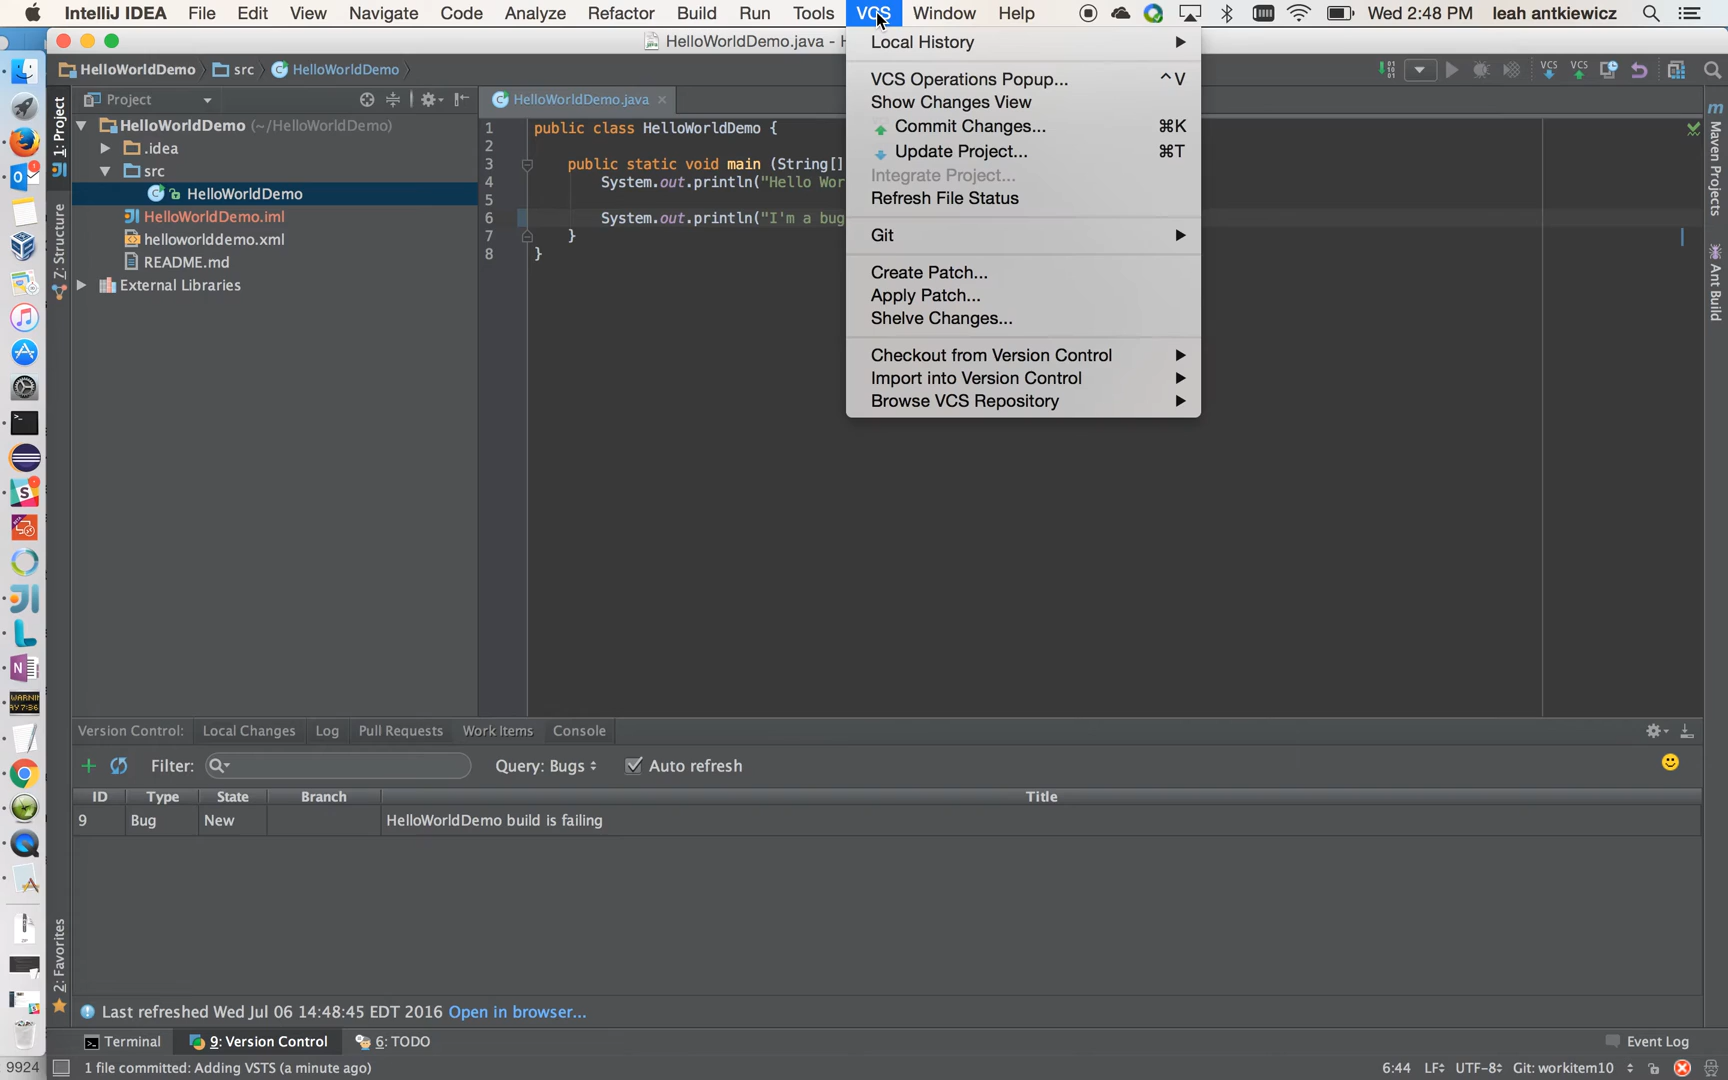 IntelliJ IDEA File Edit View Navigate Code Analyze Refactor Build Run Tools VCS Window Help Wed 2:48 PM leah antkiewicz
HelloWorldDemo.java - H
HelloWorldDemo src HelloWorldDemo
Project
HelloWorldDemo.java
HelloWorldDemo (~/HelloWorldDemo)
.idea
src
HelloWorldDemo
HelloWorldDemo.iml
helloworlddemo.xml
README.md
External Libraries
1: Project
7: Structure
2: Favorites
1 public class HelloWorldDemo {
2
3 public static void main (String[]
4 System.out.println("Hello Wor
5
6 System.out.println("I'm a bug
7 }
8 }
Local History
VCS Operations Popup... ^V
Show Changes View
Commit Changes... ⌘K
Update Project... ⌘T
Integrate Project...
Refresh File Status
Git
Create Patch...
Apply Patch...
Shelve Changes...
Checkout from Version Control
Import into Version Control
Browse VCS Repository
Maven Projects
Ant Build
Version Control: Local Changes Log Pull Requests Work Items Console
Filter: Query: Bugs Auto refresh
ID Type State Branch Title
9 Bug New HelloWorldDemo build is failing
Last refreshed Wed Jul 06 14:48:45 EDT 2016 Open in browser...
Terminal 9: Version Control 6: TODO Event Log
9924 1 file committed: Adding VSTS (a minute ago) 6:44 LF UTF-8 Git: workitem10